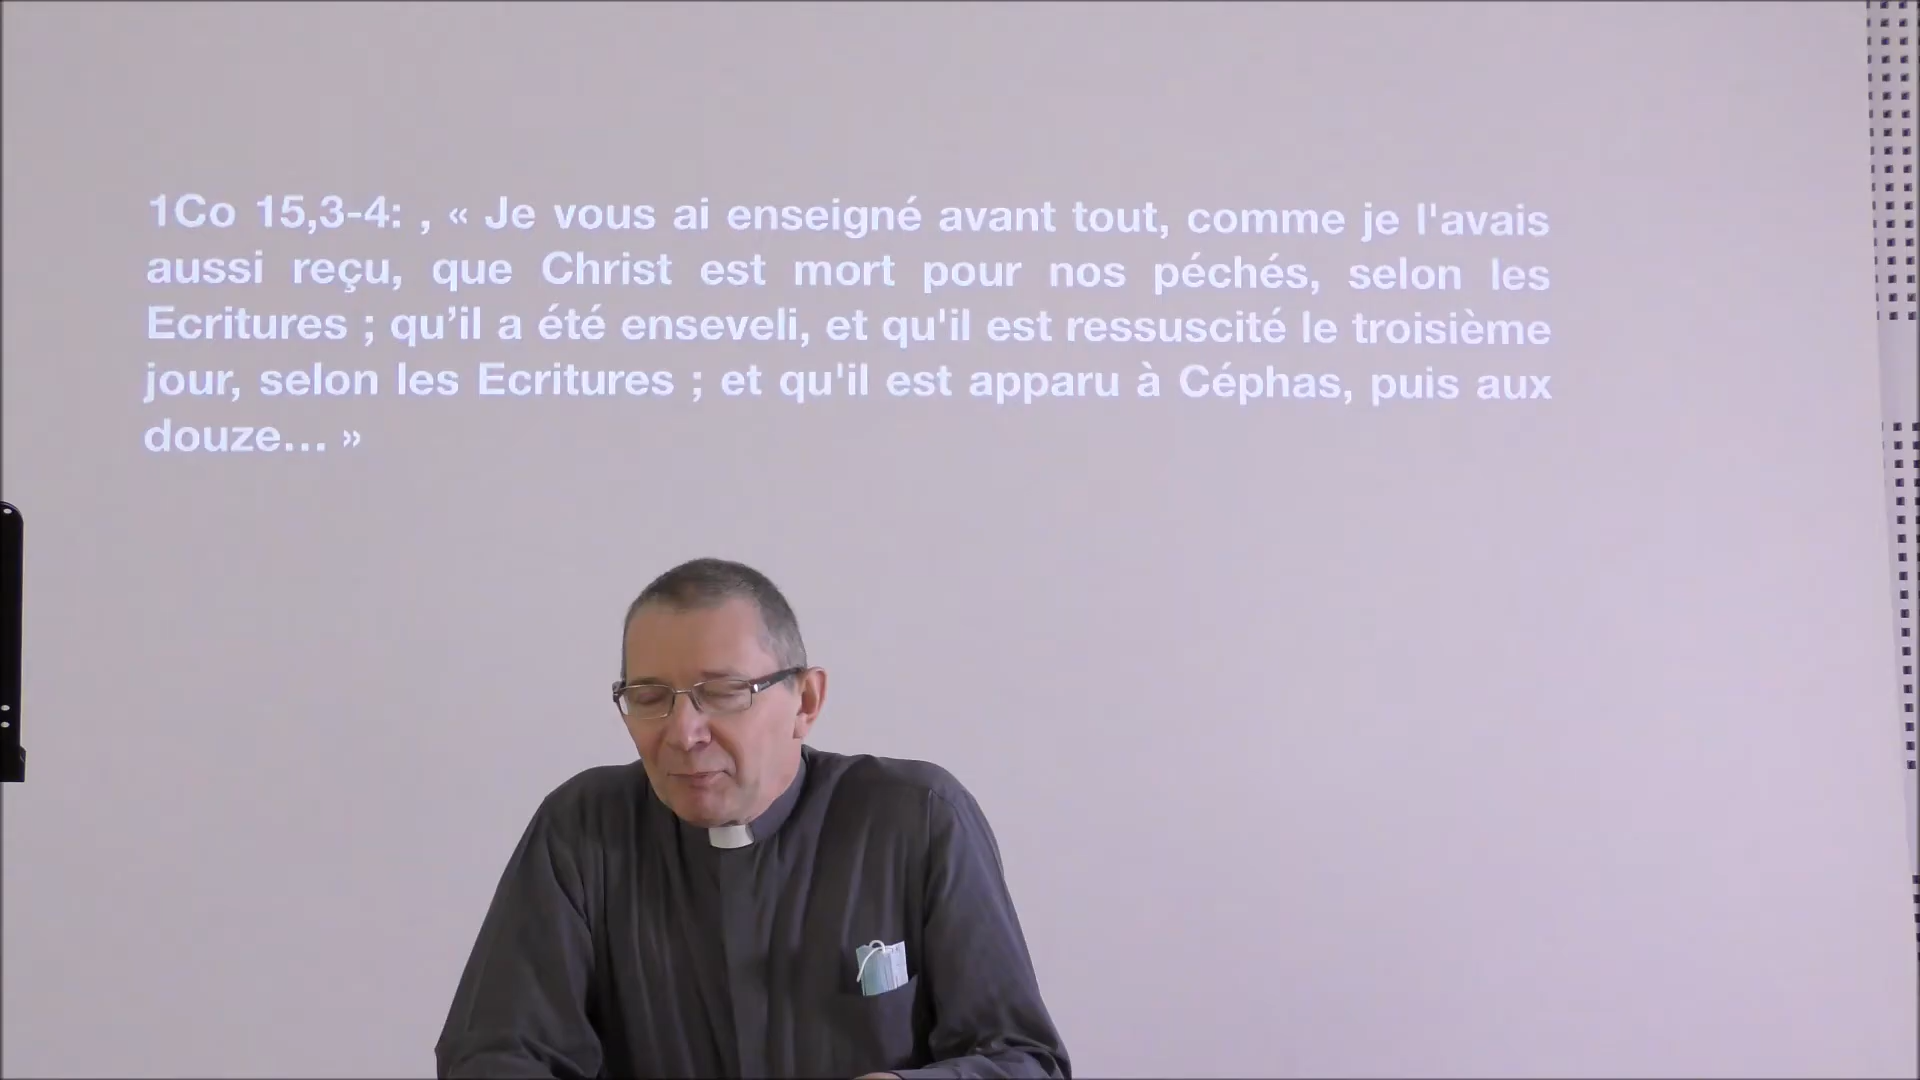 1Co 15,3-4: , « Je vous ai enseigné avant tout, comme je l'avais
aussi reçu, que Christ est mort pour nos péchés, selon les
Ecritures ; qu’il a été enseveli, et qu'il est ressuscité le troisième
jour, selon les Ecritures ; et qu'il est apparu à Céphas, puis aux
douze… »